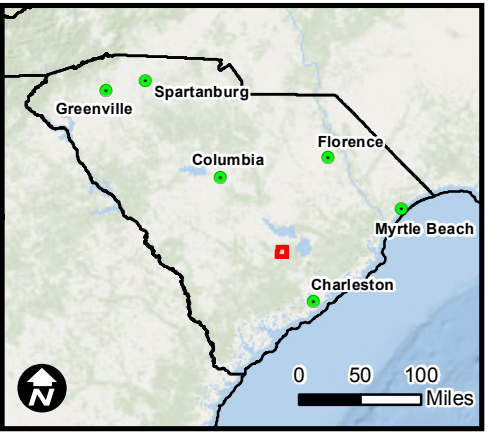 Spartanburg
Greenville
Florence
Columbia
Myrtle Beach
Charleston
N
0 50 100
Miles